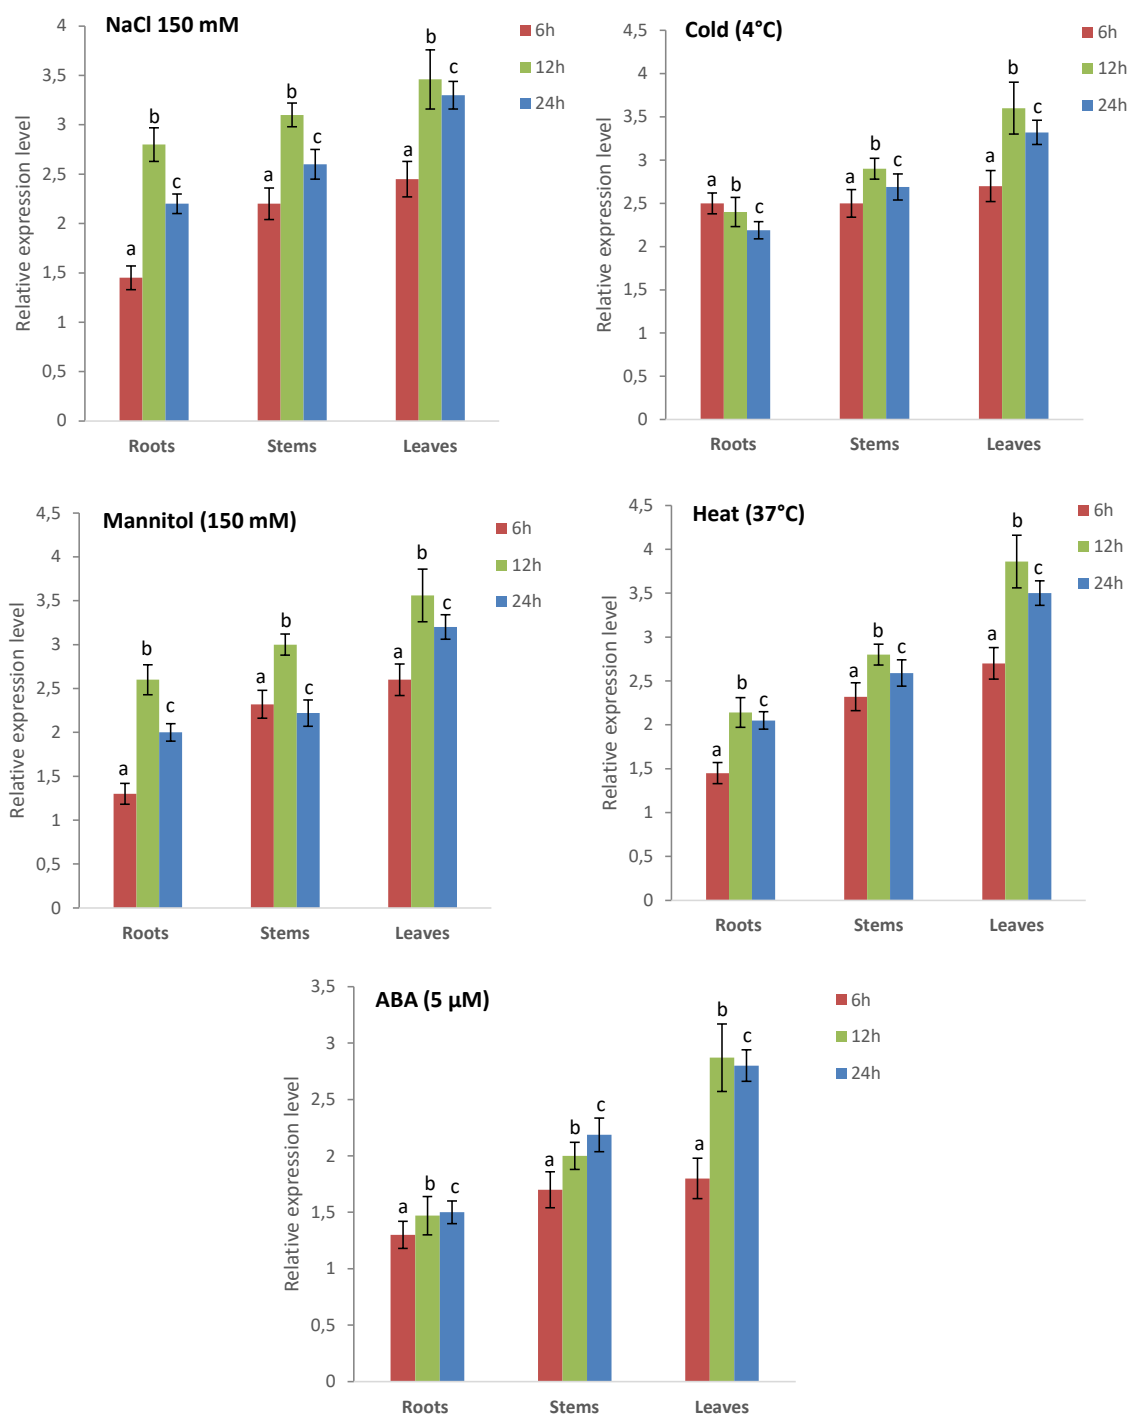 NaCl 150 mM
Relative expression level
4
3,5
3
2,5
2
1,5
1
0,5
0
a
b
c
a
b
c
a
b
c
Roots
Stems
Leaves
6h
12h
24h
Cold (4°C)
Relative expression level
4,5
4
3,5
3
2,5
2
1,5
1
0,5
0
a
b
c
a
b
c
a
b
c
Roots
Stems
Leaves
6h
12h
24h
Mannitol (150 mM)
Relative expression level
4,5
4
3,5
3
2,5
2
1,5
1
0,5
0
a
b
c
a
b
c
a
b
c
Roots
Stems
Leaves
6h
12h
24h
Heat (37°C)
Relative expression level
4,5
4
3,5
3
2,5
2
1,5
1
0,5
0
a
b
c
a
b
c
a
b
c
Roots
Stems
Leaves
6h
12h
24h
ABA (5 µM)
Relative expression level
3,5
3
2,5
2
1,5
1
0,5
0
a
b
c
a
b
c
a
b
c
Roots
Stems
Leaves
6h
12h
24h